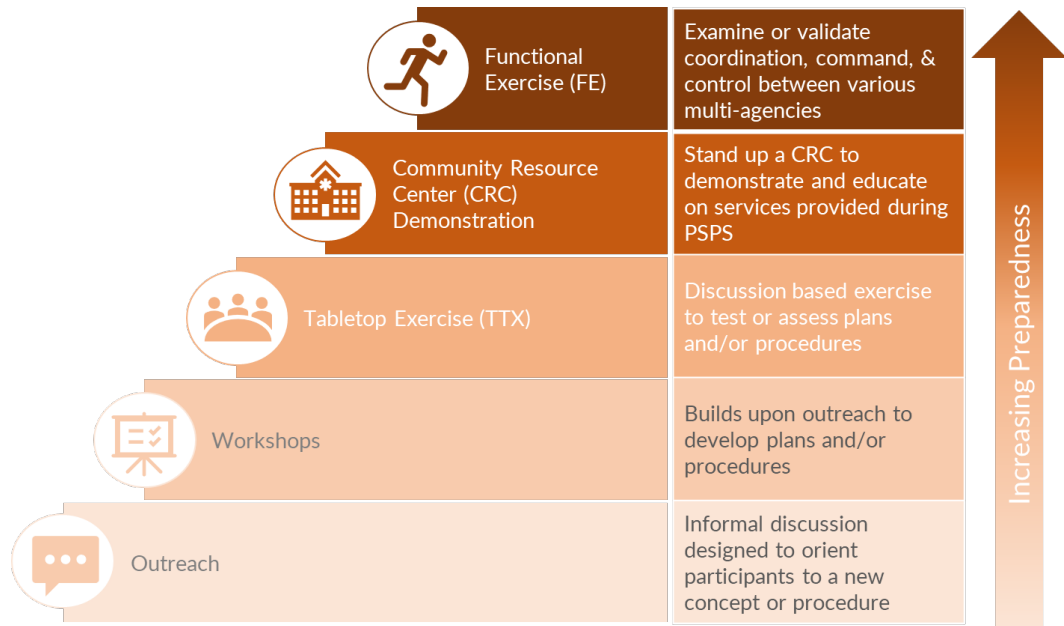 Functional
Exercise (FE)
Examine or validate
coordination, command, &
control between various
multi-agencies
Community Resource
Center (CRC)
Demonstration
Stand up a CRC to
demonstrate and educate
on services provided during
PSPS
Tabletop Exercise (TTX)
Discussion based exercise
to test or assess plans
and/or procedures
Workshops
Builds upon outreach to
develop plans and/or
procedures
Outreach
Informal discussion
designed to orient
participants to a new
concept or procedure
Increasing Preparedness